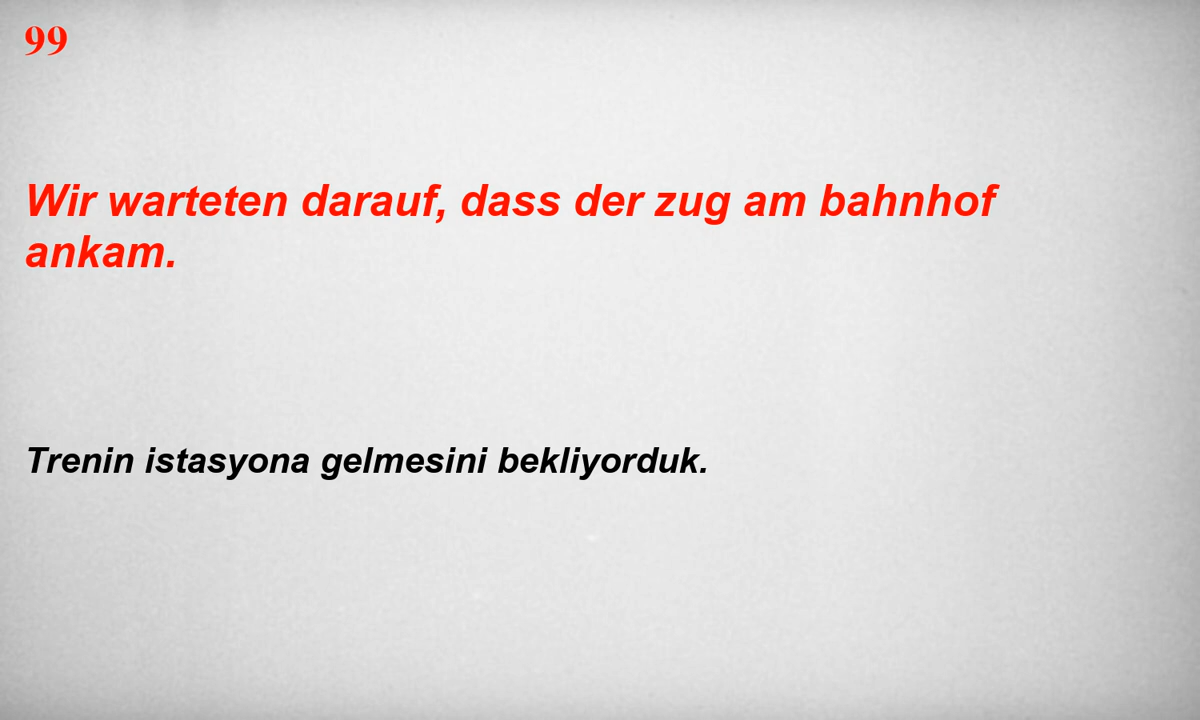 99
Wir warteten darauf, dass der zug am bahnhof
ankam.
Trenin istasyona gelmesini bekliyorduk.